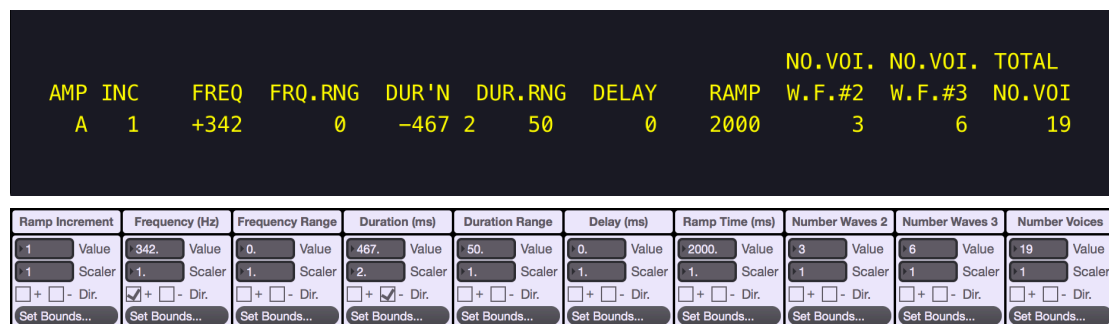 NO.VOI. NO.VOI. TOTAL
AMP INC FREQ FRQ.RNG DUR'N DUR.RNG DELAY RAMP W.F.#2 W.F.#3 NO.VOI
A 1 +342 0 −467 2 50 0 2000 3 6 19
Ramp Increment Frequency (Hz) Frequency Range Duration (ms) Duration Range Delay (ms) Ramp Time (ms) Number Waves 2 Number Waves 3 Number Voices
1 Value 342. Value 0. Value 467. Value 50. Value 0. Value 2000. Value 3 Value 6 Value 19 Value
1 Scaler 1. Scaler 1. Scaler 2. Scaler 1. Scaler 1. Scaler 1. Scaler 1 Scaler 1 Scaler 1 Scaler
+ - Dir. + - Dir. + - Dir. + - Dir. + - Dir. + - Dir. + - Dir. + - Dir. + - Dir. + - Dir.
Set Bounds... Set Bounds... Set Bounds... Set Bounds... Set Bounds... Set Bounds... Set Bounds... Set Bounds... Set Bounds... Set Bounds...